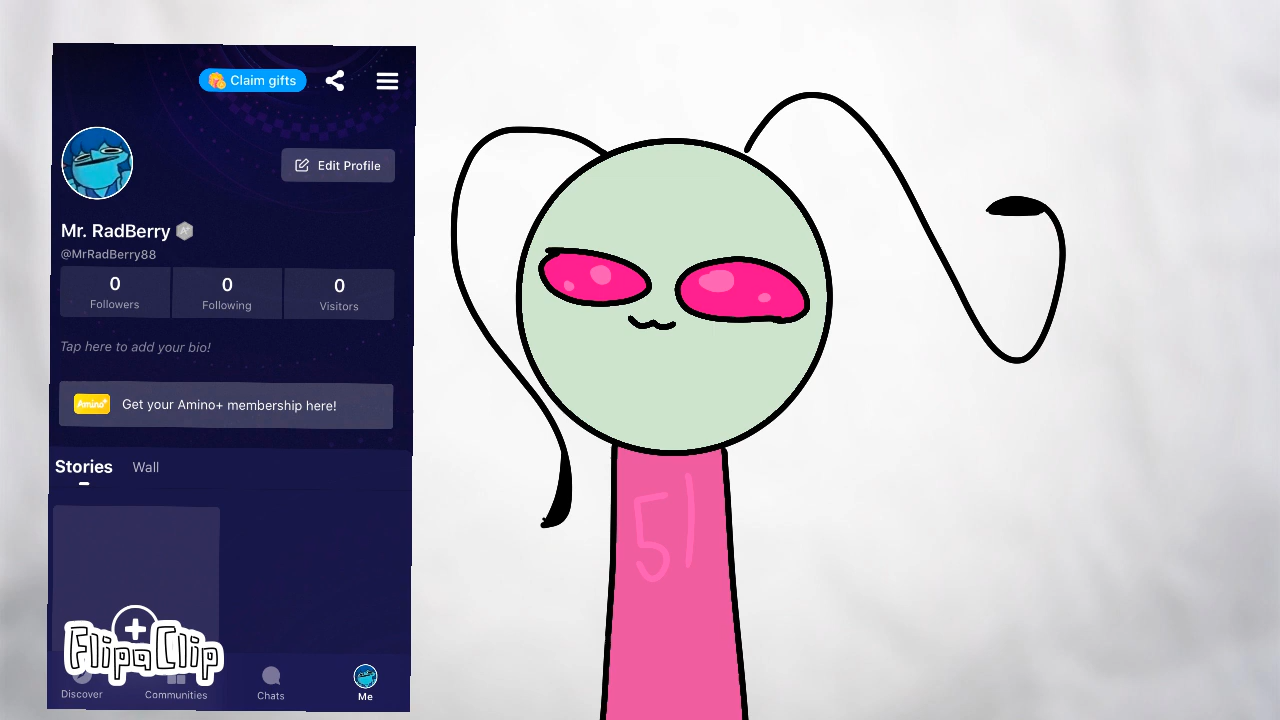 Claim gifts
Edit Profile
Mr. RadBerry
@MrRadBerry88
0
Followers
0
Following
0
Visitors
Tap here to add your bio!
Amino+
Get your Amino+ membership here!
Stories
Wall
51
FlipaClip
Discover
Communities
Chats
Me